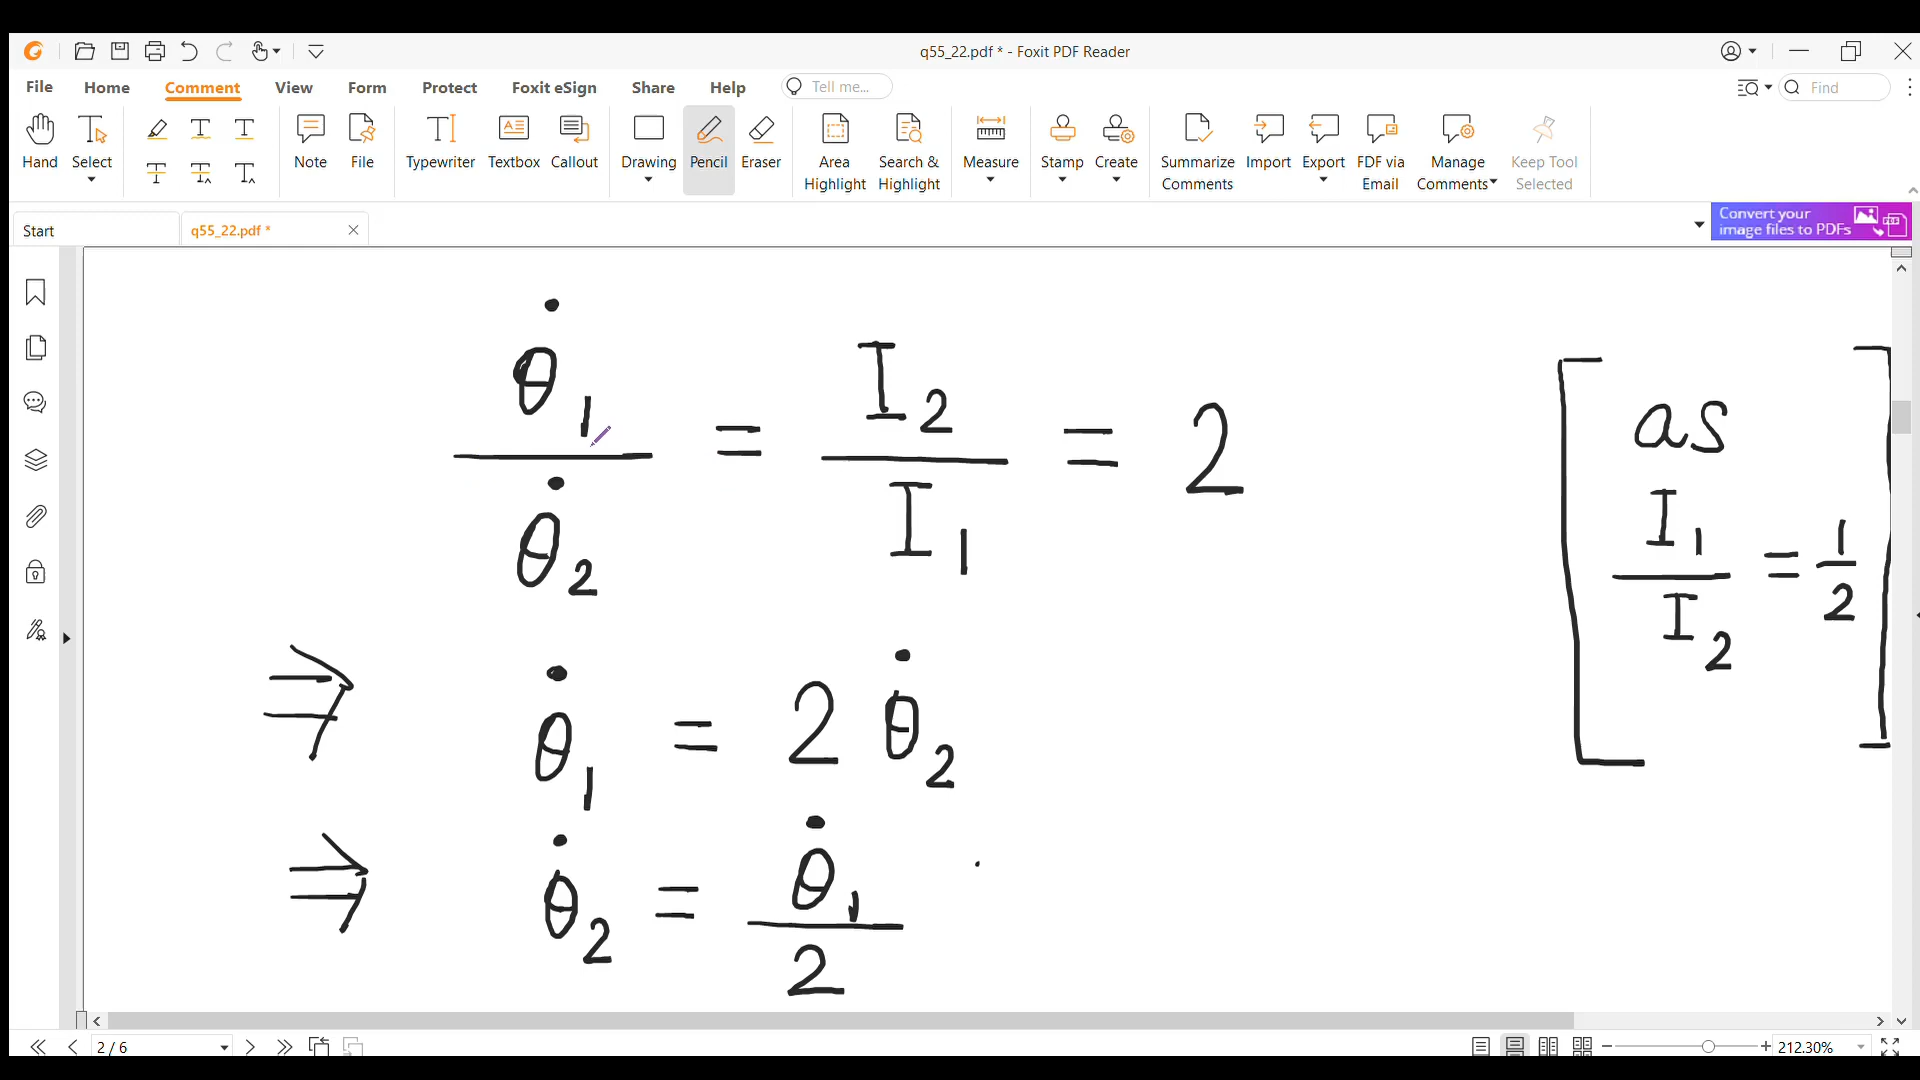 q55_22.pdf * - Foxit PDF Reader
File Home Comment View Form Protect Foxit eSign Share Help Tell me... Find
Hand Select Note File Typewriter Textbox Callout Drawing Pencil Eraser Area Highlight Search & Highlight Measure Stamp Create Summarize Comments Import Export FDF via Email Manage Comments Keep Tool Selected
Start q55_22.pdf * Convert your image files to PDFs
θ̇₁ / θ̇₂ = I₂ / I₁ = 2 [as I₁ / I₂ = 1/2]
⇒ θ̇₁ = 2 θ̇₂
⇒ θ̇₂ = θ̇₁ / 2
2 / 6 212.30%